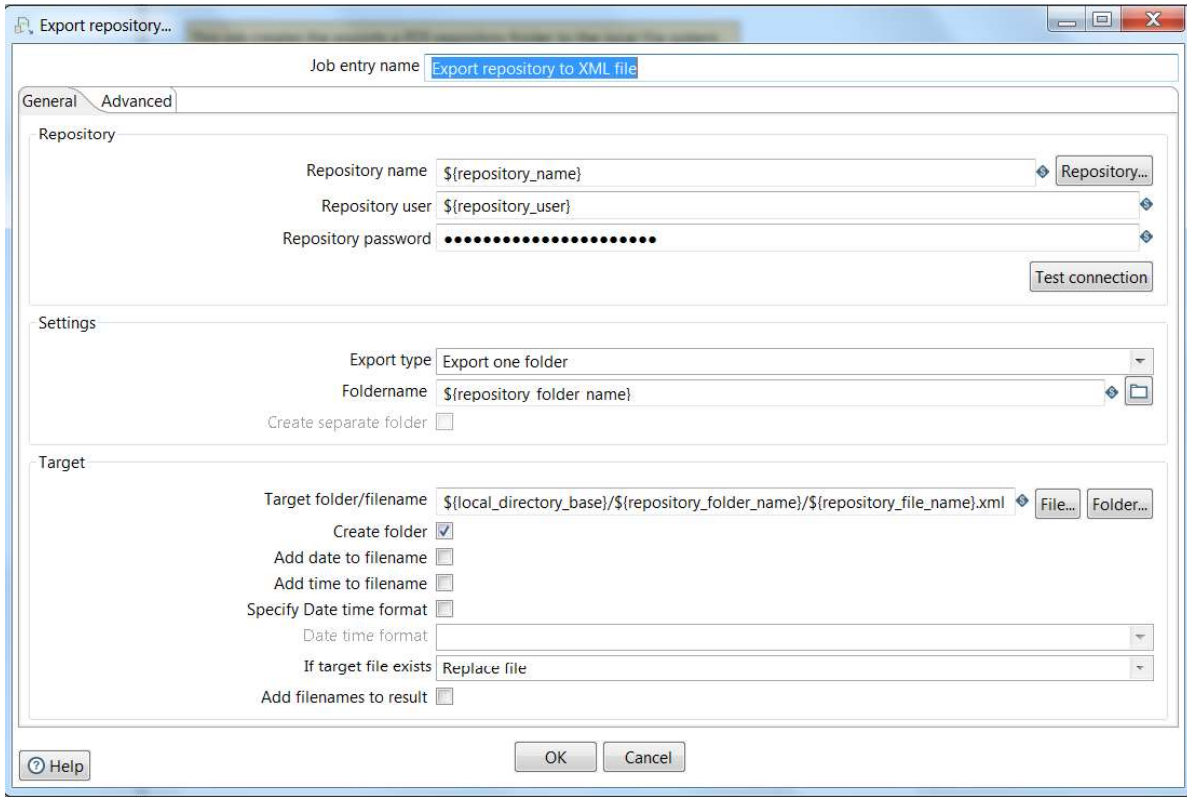 Export repository...
Job entry name Export repository to XML file
General Advanced
Repository
Repository name ${repository_name} Repository...
Repository user ${repository_user}
Repository password ●●●●●●●●●●●●●●●●●●●●●●
Test connection
Settings
Export type Export one folder
Foldername ${repository_folder_name}
Create separate folder
Target
Target folder/filename ${local_directory_base}/${repository_folder_name}/${repository_file_name}.xml File... Folder...
Create folder
Add date to filename
Add time to filename
Specify Date time format
Date time format
If target file exists Replace file
Add filenames to result
Help OK Cancel